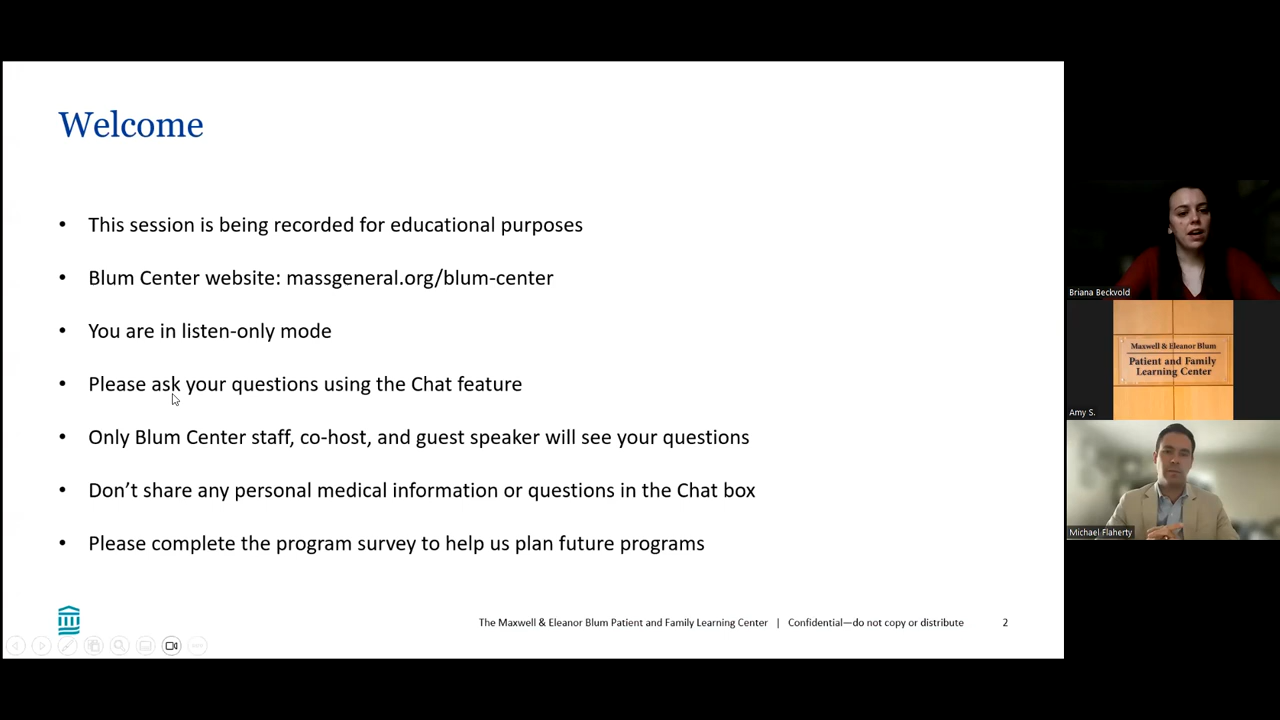 Welcome
• This session is being recorded for educational purposes
• Blum Center website: massgeneral.org/blum-center
• You are in listen-only mode
• Please ask your questions using the Chat feature
• Only Blum Center staff, co-host, and guest speaker will see your questions
• Don’t share any personal medical information or questions in the Chat box
• Please complete the program survey to help us plan future programs
The Maxwell & Eleanor Blum Patient and Family Learning Center | Confidential—do not copy or distribute 2
Briana Beckvold
Maxwell & Eleanor Blum
Patient and Family
Learning Center
Amy S.
Michael Flaherty